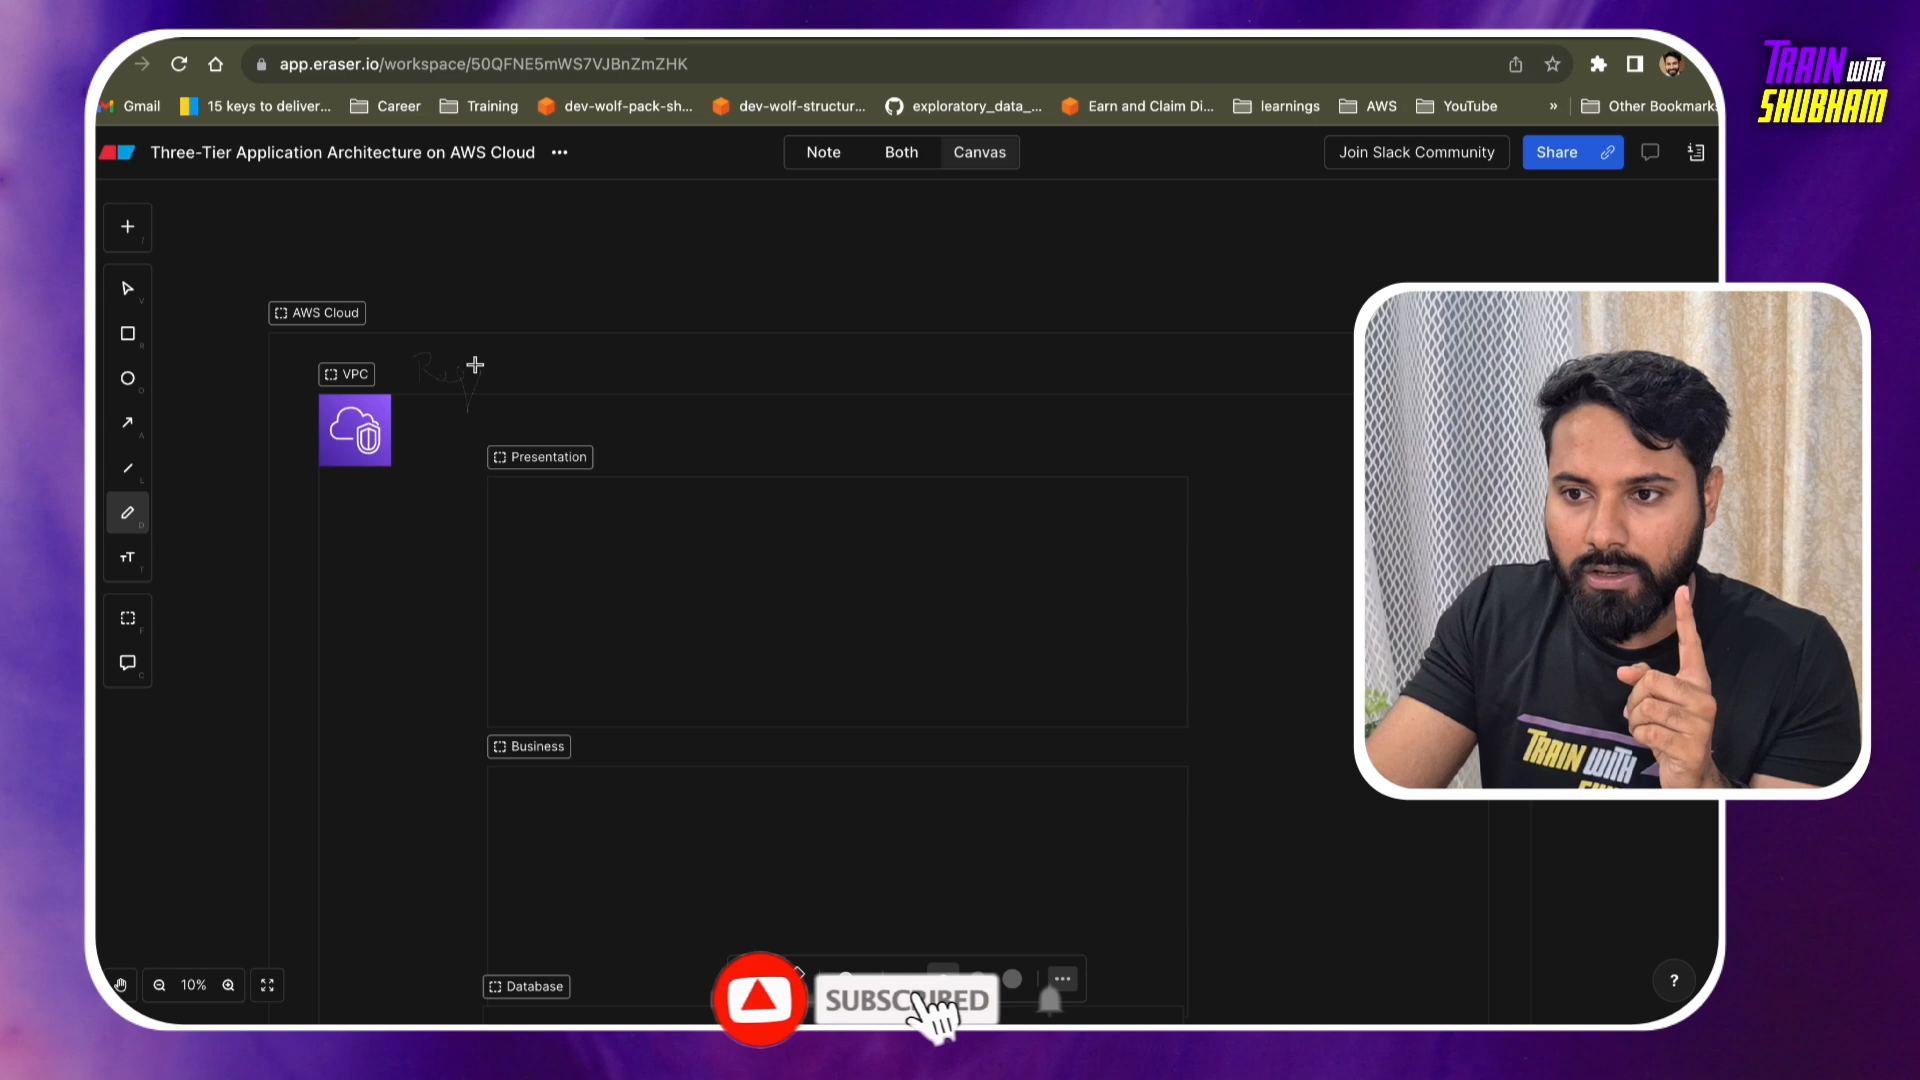 TRAIN WITH
SHUBHAM
app.eraser.io/workspace/50QFNE5mWS7VJBnZmZHK
Gmail 15 keys to deliver... Career Training dev-wolf-pack-sh... dev-wolf-structur... exploratory_data_... Earn and Claim Di... learnings AWS YouTube » Other Bookmarks
Three-Tier Application Architecture on AWS Cloud ••• Note Both Canvas Join Slack Community Share
AWS Cloud
VPC
Presentation
Business
Database
10%
?
SUBSCRIBED
TRAIN WITH